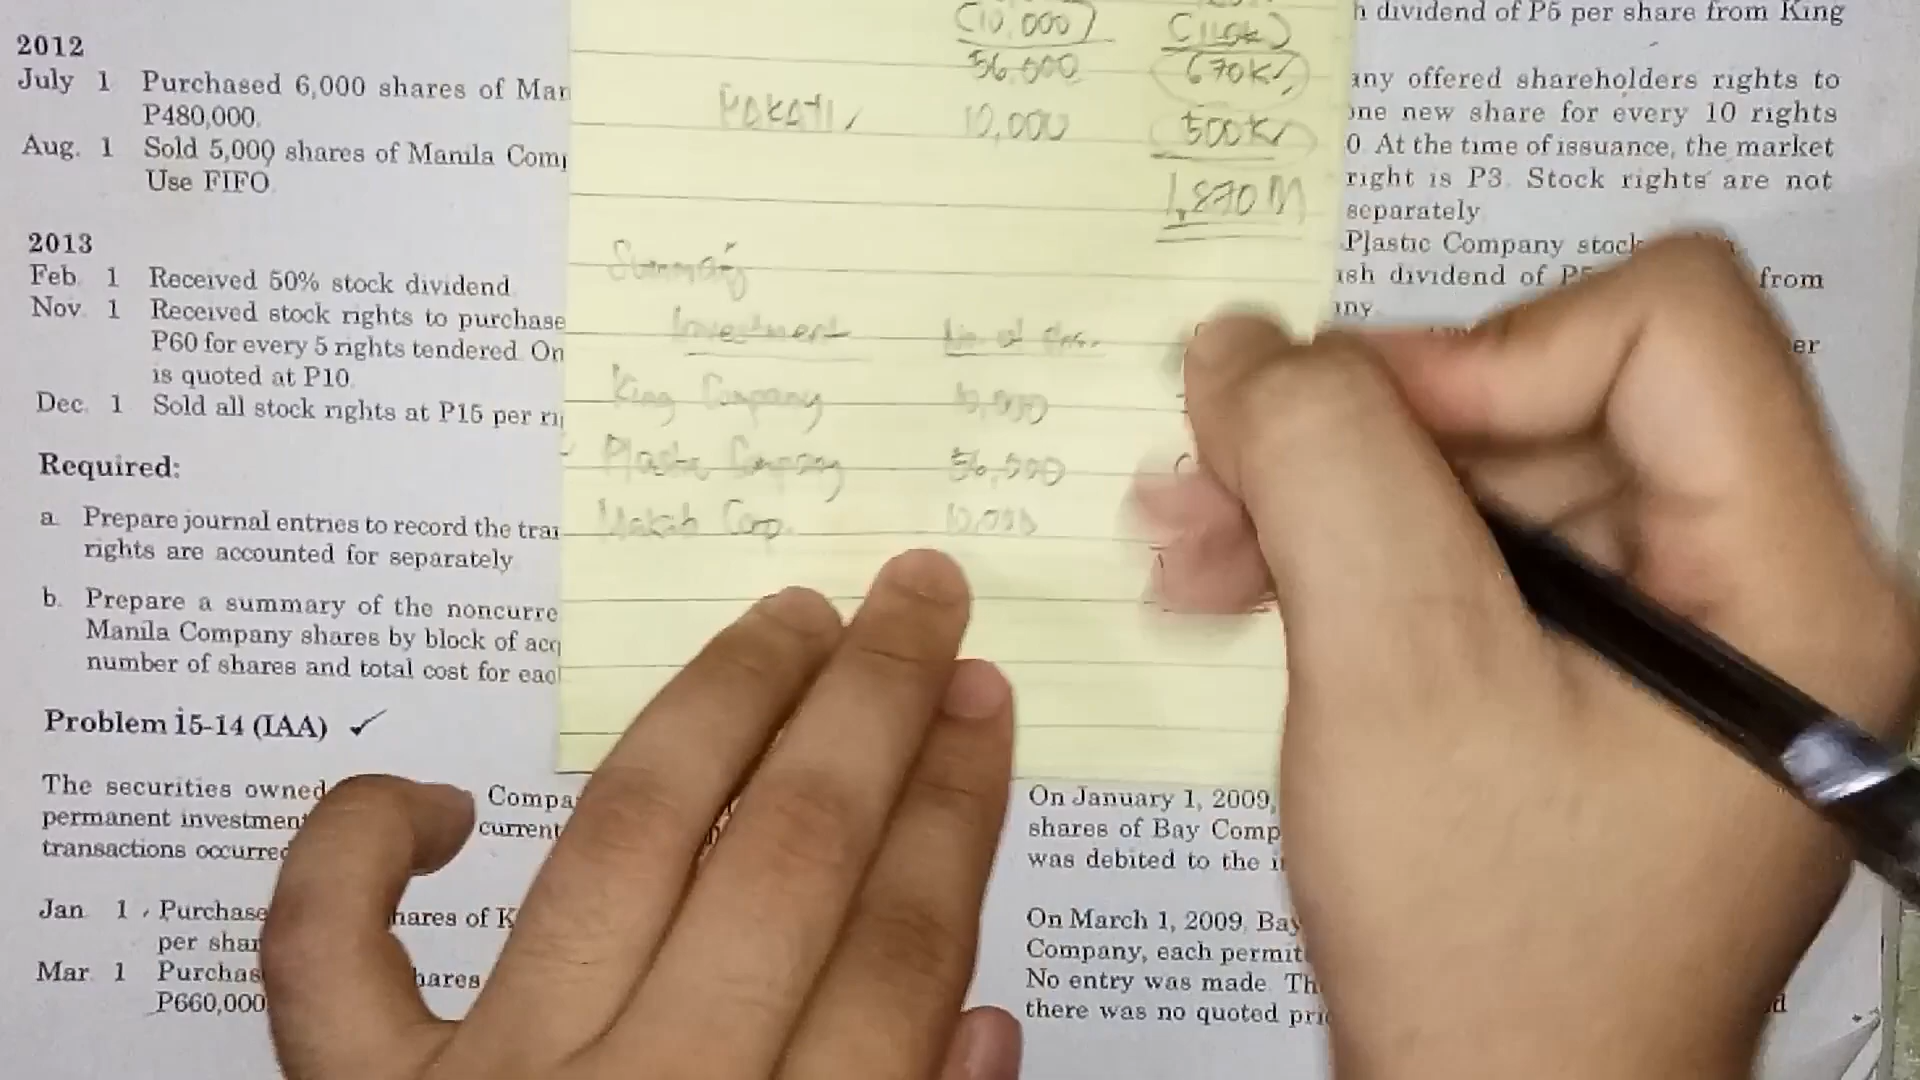 2012
July 1 Purchased 6,000 shares of Man
P480,000.
Aug. 1 Sold 5,000 shares of Manila Comp
Use FIFO.
2013
Feb. 1 Received 50% stock dividend.
Nov. 1 Received stock rights to purchase
P60 for every 5 rights tendered. On
is quoted at P10.
Dec. 1 Sold all stock rights at P15 per ri
Required:
a. Prepare journal entries to record the tran
rights are accounted for separately
b. Prepare a summary of the noncurre
Manila Company shares by block of acq
number of shares and total cost for eac
Problem 15-14 (IAA) ✓
The securities owned Compa
permanent investment current
transactions occurred
Jan. 1 Purchase hares of K
per shar
Mar. 1 Purchas hares
P660,000
(10,000) (110k)
56,500 670K
MAKATI 10,000 500K
1,870M
Summary
Investment No. of shs.
King Company 10,000
Plastic Company 56,500
Makati Corp. 10,000
h dividend of P5 per share from King
any offered shareholders rights to
one new share for every 10 rights
0. At the time of issuance, the market
right is P3. Stock rights are not
separately
Plastic Company stock
ash dividend of P5 from
any.
er
On January 1, 2009,
shares of Bay Comp
was debited to the i
On March 1, 2009, Bay
Company, each permit
No entry was made. Th
there was no quoted pri